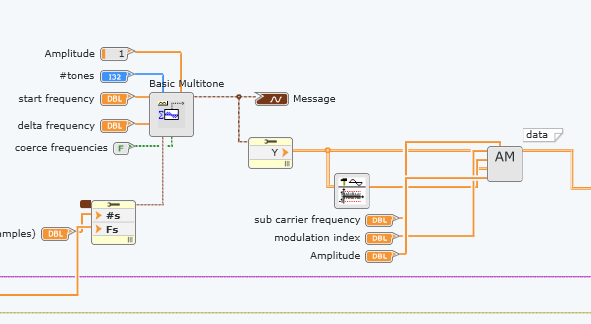 Amplitude 1
#tones I32
Basic Multitone
start frequency DBL
Message
delta frequency DBL
coerce frequencies F
data
Y
AM
#s
sub carrier frequency DBL
mples) DBL
Fs
modulation index DBL
Amplitude DBL